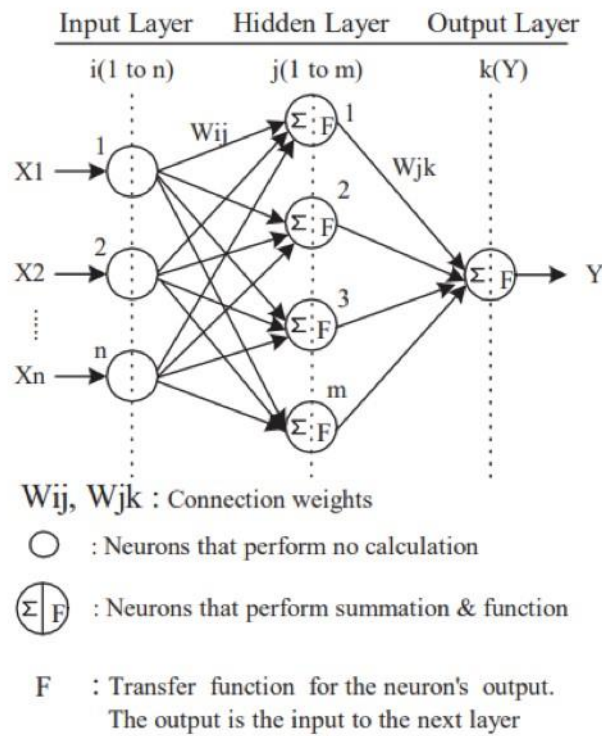 Input Layer Hidden Layer Output Layer
i(1 to n) j(1 to m) k(Y)
1
Wij
Σ F 1
X1
Wjk
2
Σ F
2
X2
Σ F
Y
3
Σ F
n
Xn
m
Σ F
Wij, Wjk : Connection weights
: Neurons that perform no calculation
Σ F : Neurons that perform summation & function
F : Transfer function for the neuron's output.
The output is the input to the next layer